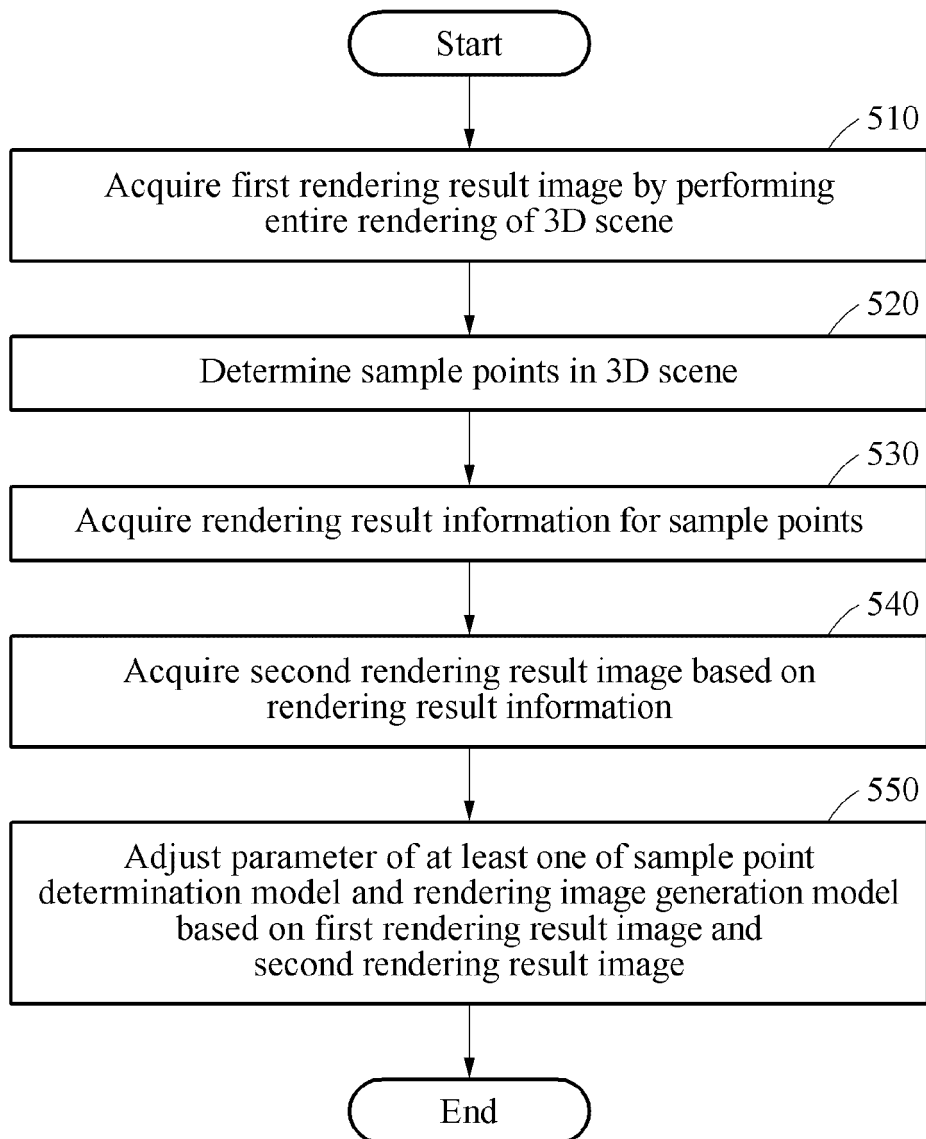 Start
510
Acquire first rendering result image by performing
entire rendering of 3D scene
520
Determine sample points in 3D scene
530
Acquire rendering result information for sample points
540
Acquire second rendering result image based on
rendering result information
550
Adjust parameter of at least one of sample point
determination model and rendering image generation model
based on first rendering result image and
second rendering result image
End